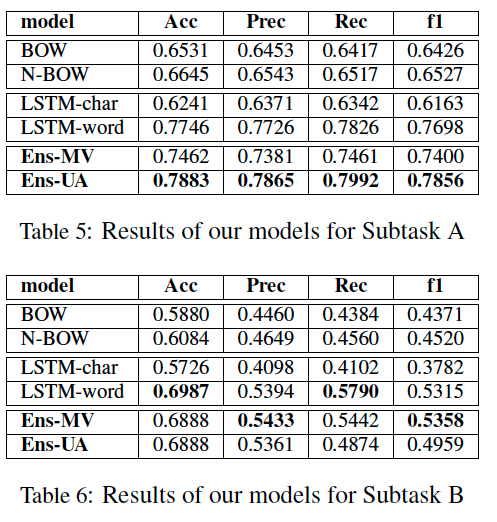 model Acc Prec Rec f1
BOW 0.6531 0.6453 0.6417 0.6426
N-BOW 0.6645 0.6543 0.6517 0.6527
LSTM-char 0.6241 0.6371 0.6342 0.6163
LSTM-word 0.7746 0.7726 0.7826 0.7698
Ens-MV 0.7462 0.7381 0.7461 0.7400
Ens-UA 0.7883 0.7865 0.7992 0.7856
Table 5: Results of our models for Subtask A
model Acc Prec Rec f1
BOW 0.5880 0.4460 0.4384 0.4371
N-BOW 0.6084 0.4649 0.4560 0.4520
LSTM-char 0.5726 0.4098 0.4102 0.3782
LSTM-word 0.6987 0.5394 0.5790 0.5315
Ens-MV 0.6888 0.5433 0.5442 0.5358
Ens-UA 0.6888 0.5361 0.4874 0.4959
Table 6: Results of our models for Subtask B